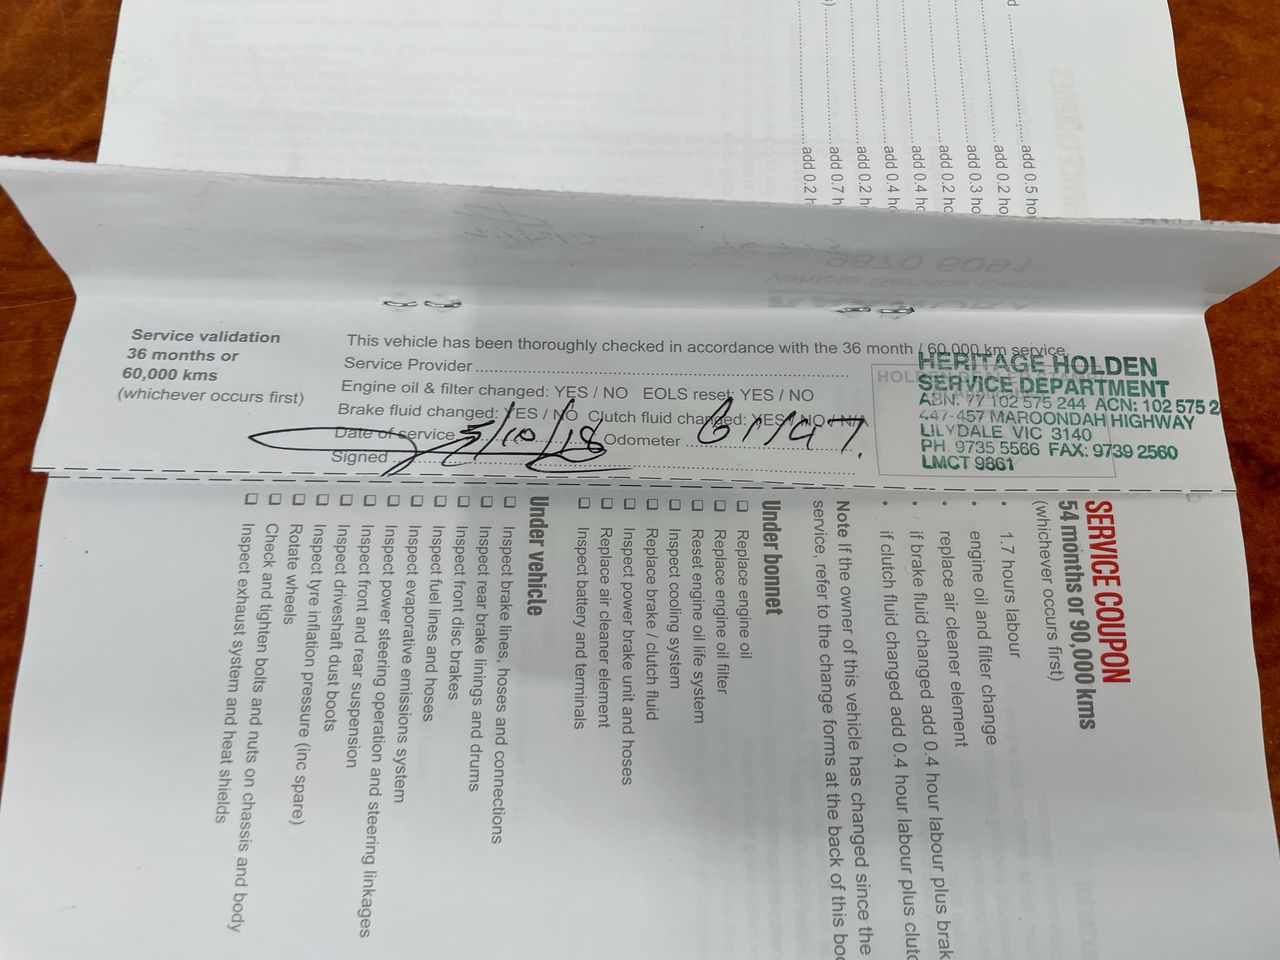 add 0.5 ho
add 0.2 ho
add 0.3 ho
add 0.2 ho
add 0.4 ho
add 0.4 h
add 0.2 h
add 0.7 h
add 0.2 h
Service validation
36 months or
60,000 kms
(whichever occurs first)
This vehicle has been thoroughly checked in accordance with the 36 month / 60,000 km service.
Service Provider
Engine oil & filter changed: YES / NO EOLS reset: YES / NO
Brake fluid changed: YES / NO Clutch fluid changed: YES / NO / N/A
Date of service 5/10/18 Odometer
Signed
HERITAGE HOLDEN
SERVICE DEPARTMENT
ABN: 77 102 575 244 ACN: 102 575 2
447-457 MAROONDAH HIGHWAY
LILYDALE VIC 3140
PH. 9735 5566 FAX: 9739 2560
LMCT 9861
SERVICE COUPON
54 months or 90,000 kms
(whichever occurs first)
• 1.7 hours labour
• engine oil and filter change
• replace air cleaner element
• if brake fluid changed add 0.4 hour labour plus brak
• if clutch fluid changed add 0.4 hour labour plus clutc
Note If the owner of this vehicle has changed since the
service, refer to the change forms at the back of this boo
Under bonnet
Replace engine oil
Replace engine oil filter
Reset engine oil life system
Inspect cooling system
Replace brake / clutch fluid
Inspect power brake unit and hoses
Replace air cleaner element
Inspect battery and terminals
Under vehicle
Inspect brake lines, hoses and connections
Inspect rear brake linings and drums
Inspect front disc brakes
Inspect fuel lines and hoses
Inspect evaporative emissions system
Inspect power steering operation and steering linkages
Inspect front and rear suspension
Inspect driveshaft dust boots
Inspect tyre inflation pressure (inc spare)
Rotate wheels
Check and tighten bolts and nuts on chassis and body
Inspect exhaust system and heat shields